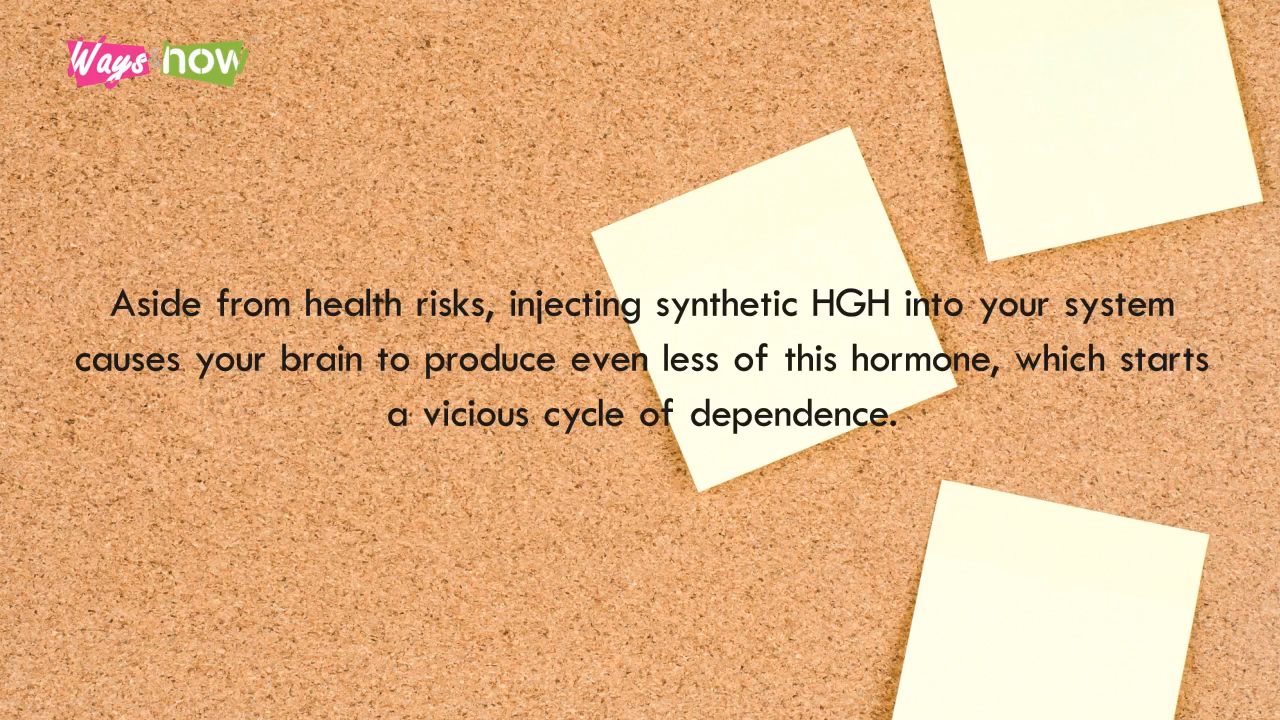 Ways now
Aside from health risks, injecting synthetic HGH into your system
causes your brain to produce even less of this hormone, which starts
a vicious cycle of dependence.